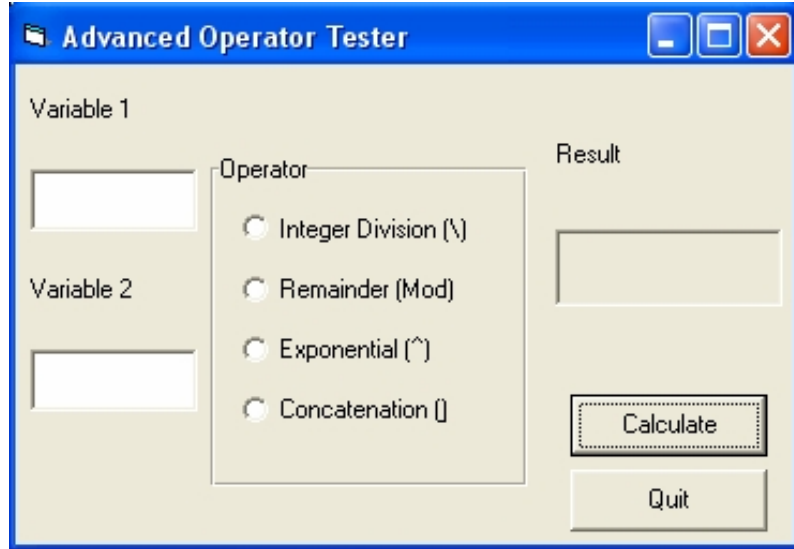 Advanced Operator Tester
Variable 1
Variable 2
Operator
Integer Division (\)
Remainder (Mod)
Exponential (^)
Concatenation ()
Result
Calculate
Quit